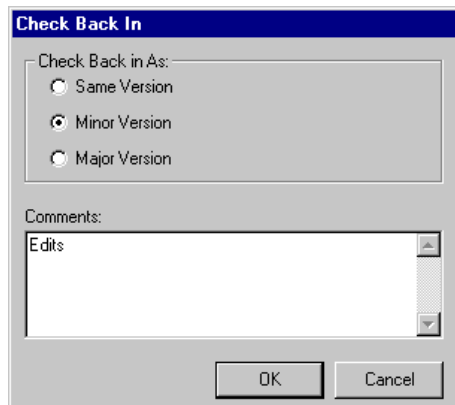 Check Back In
Check Back in As:
Same Version
Minor Version
Major Version
Comments:
Edits
OK Cancel